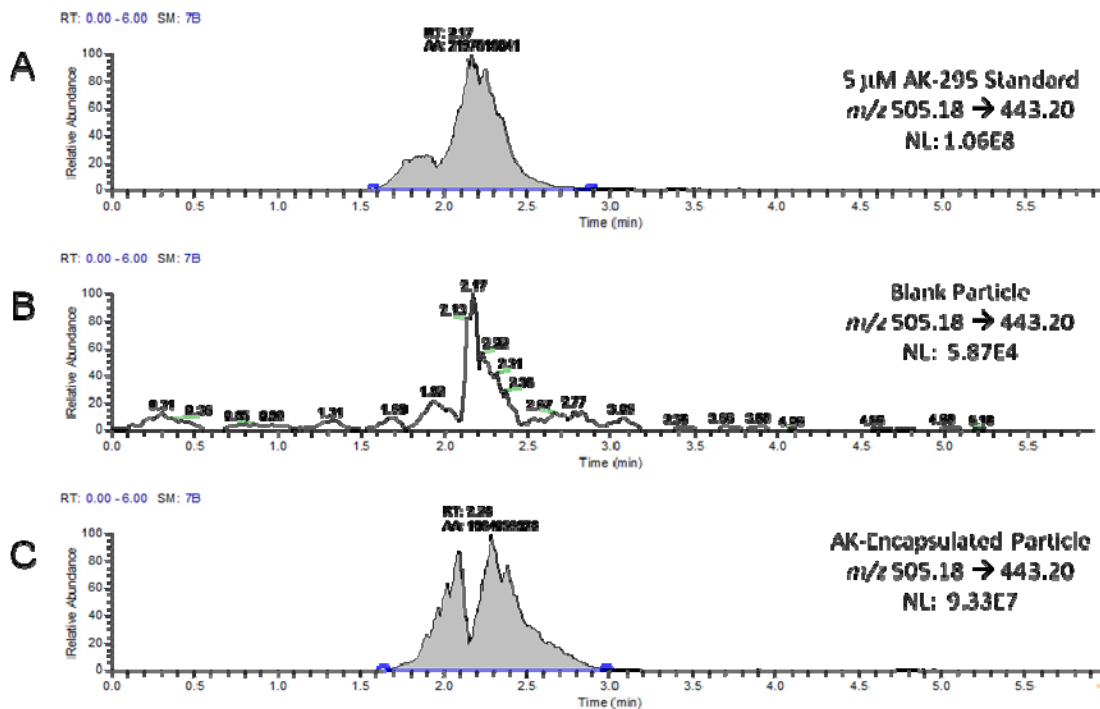 RT: 0.00 - 6.00 SM: 7B
A
RT: 2.17
5 µM AK-295 Standard
m/z 505.18 → 443.20
NL: 1.06E8
Relative Abundance
100
80
60
40
20
0
0.0 0.5 1.0 1.5 2.0 2.5 3.0 3.5 4.0 4.5 5.0 5.5
Time (min)
RT: 0.00 - 6.00 SM: 7B
B
Blank Particle
m/z 505.18 → 443.20
NL: 5.87E4
Relative Abundance
100
80
60
40
20
0
2.17
2.13
2.31
1.31
2.77
0.0 0.5 1.0 1.5 2.0 2.5 3.0 3.5 4.0 4.5 5.0 5.5
Time (min)
RT: 0.00 - 6.00 SM: 7B
C
AK-Encapsulated Particle
m/z 505.18 → 443.20
NL: 9.33E7
Relative Abundance
100
80
60
40
20
0
0.0 0.5 1.0 1.5 2.0 2.5 3.0 3.5 4.0 4.5 5.0 5.5
Time (min)